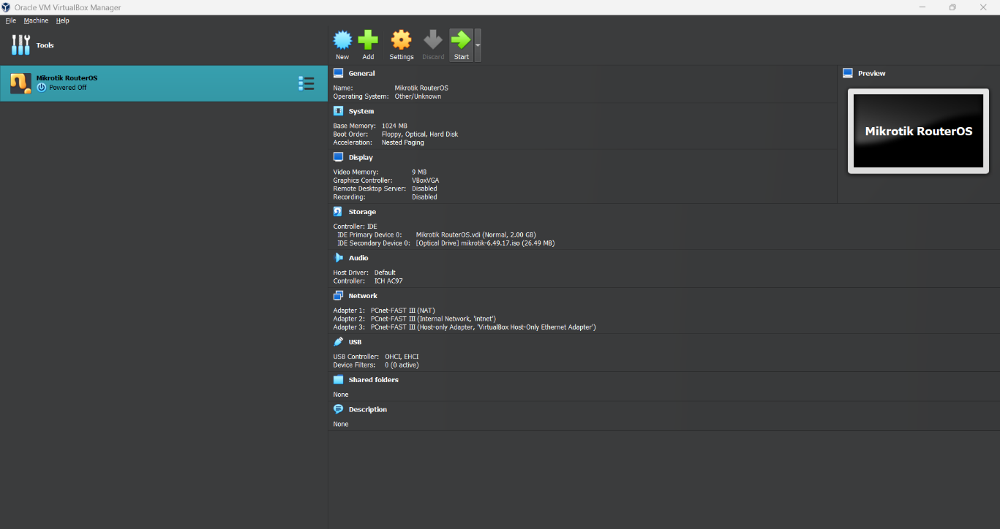 Oracle VM VirtualBox Manager
File Machine Help
Tools
New Add Settings Discard Start
Mikrotik RouterOS
Powered Off
General
Name: Mikrotik RouterOS
Operating System: Other/Unknown
System
Base Memory: 1024 MB
Boot Order: Floppy, Optical, Hard Disk
Acceleration: Nested Paging
Display
Video Memory: 9 MB
Graphics Controller: VBoxVGA
Remote Desktop Server: Disabled
Recording: Disabled
Preview
Mikrotik RouterOS
Storage
Controller: IDE
IDE Primary Device 0: Mikrotik RouterOS.vdi (Normal, 2.00 GB)
IDE Secondary Device 0: [Optical Drive] mikrotik-6.49.17.iso (26.49 MB)
Audio
Host Driver: Default
Controller: ICH AC97
Network
Adapter 1: PCnet-FAST III (NAT)
Adapter 2: PCnet-FAST III (Internal Network, 'intnet')
Adapter 3: PCnet-FAST III (Host-only Adapter, 'VirtualBox Host-Only Ethernet Adapter')
USB
USB Controller: OHCI, EHCI
Device Filters: 0 (0 active)
Shared folders
None
Description
None